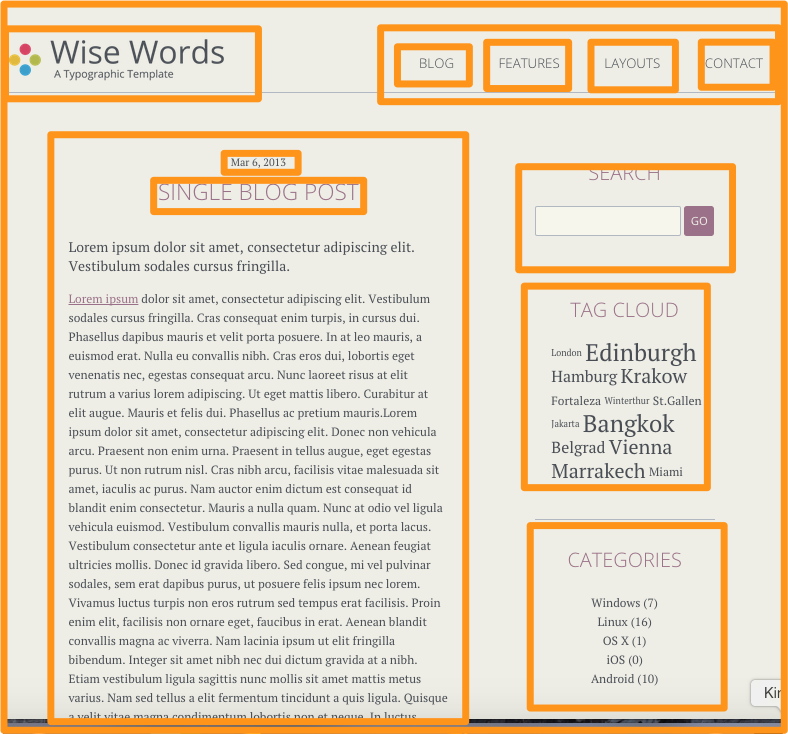 Wise Words
A Typographic Template
BLOG FEATURES LAYOUTS CONTACT
Mar 6, 2013
SINGLE BLOG POST
Lorem ipsum dolor sit amet, consectetur adipiscing elit.
Vestibulum sodales cursus fringilla.
Lorem ipsum dolor sit amet, consectetur adipiscing elit. Vestibulum
sodales cursus fringilla. Cras consequat enim turpis, in cursus dui.
Phasellus dapibus mauris et velit porta posuere. In at leo mauris, a
euismod erat. Nulla eu convallis nibh. Cras eros dui, lobortis eget
venenatis nec, egestas consequat arcu. Nunc laoreet risus at elit
rutrum a varius lorem adipiscing. Ut eget mattis libero. Curabitur at
elit augue. Mauris et felis dui. Phasellus ac pretium mauris.Lorem
ipsum dolor sit amet, consectetur adipiscing elit. Donec non vehicula
arcu. Praesent non enim urna. Praesent in tellus augue, eget egestas
purus. Ut non rutrum nisl. Cras nibh arcu, facilisis vitae malesuada sit
amet, iaculis ac purus. Nam auctor enim dictum est consequat id
blandit enim consectetur. Mauris a nulla quam. Nunc at odio vel ligula
vehicula euismod. Vestibulum convallis mauris nulla, et porta lacus.
Vestibulum consectetur ante et ligula iaculis ornare. Aenean feugiat
ultricies mollis. Donec id gravida libero. Sed congue, mi vel pulvinar
sodales, sem erat dapibus purus, ut posuere felis ipsum nec lorem.
Vivamus luctus turpis non eros rutrum sed tempus erat facilisis. Proin
enim elit, facilisis non ornare eget, faucibus in erat. Aenean blandit
convallis magna ac viverra. Nam lacinia ipsum ut elit fringilla
bibendum. Integer sit amet nibh nec dui dictum gravida at a nibh.
Etiam vestibulum ligula sagittis nunc mollis sit amet mattis metus
varius. Nam sed tellus a elit fermentum tincidunt a quis ligula. Quisque
a velit vitae magna condimentum lobortis non et neque. In luctus
SEARCH
GO
TAG CLOUD
London Edinburgh
Hamburg Krakow
Fortaleza Winterthur St.Gallen
Jakarta Bangkok
Belgrad Vienna
Marrakech Miami
CATEGORIES
Windows (7)
Linux (16)
OS X (1)
iOS (0)
Android (10)